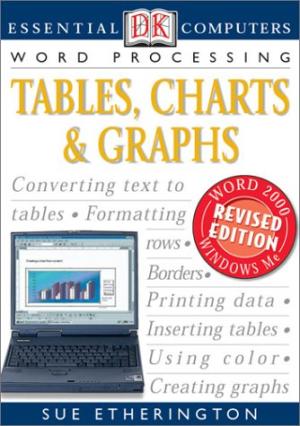 ESSENTIAL DK COMPUTERS
WORD PROCESSING
TABLES, CHARTS
& GRAPHS
Converting text to
tables • Formatting
rows •
Borders •
Printing data •
Inserting tables •
Using color •
Creating graphs
WORD 2000
REVISED
EDITION
WINDOWS Me
SUE ETHERINGTON